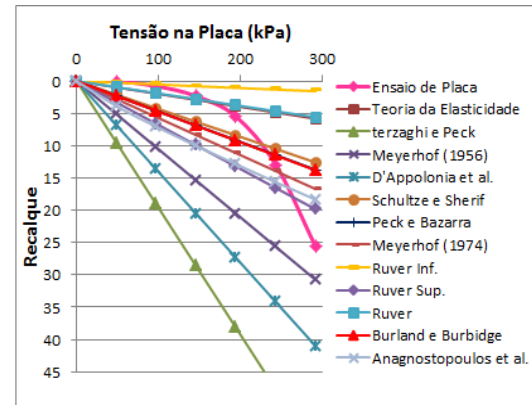 Tensão na Placa (kPa)
0 100 200 300
0
5
10
15
20
25
30
35
40
45
Recalque
Ensaio de Placa
Teoria da Elasticidade
terzaghi e Peck
Meyerhof (1956)
D'Appolonia et al.
Schultze e Sherif
Peck e Bazarra
Meyerhof (1974)
Ruver Inf.
Ruver Sup.
Ruver
Burland e Burbidge
Anagnostopoulos et al.